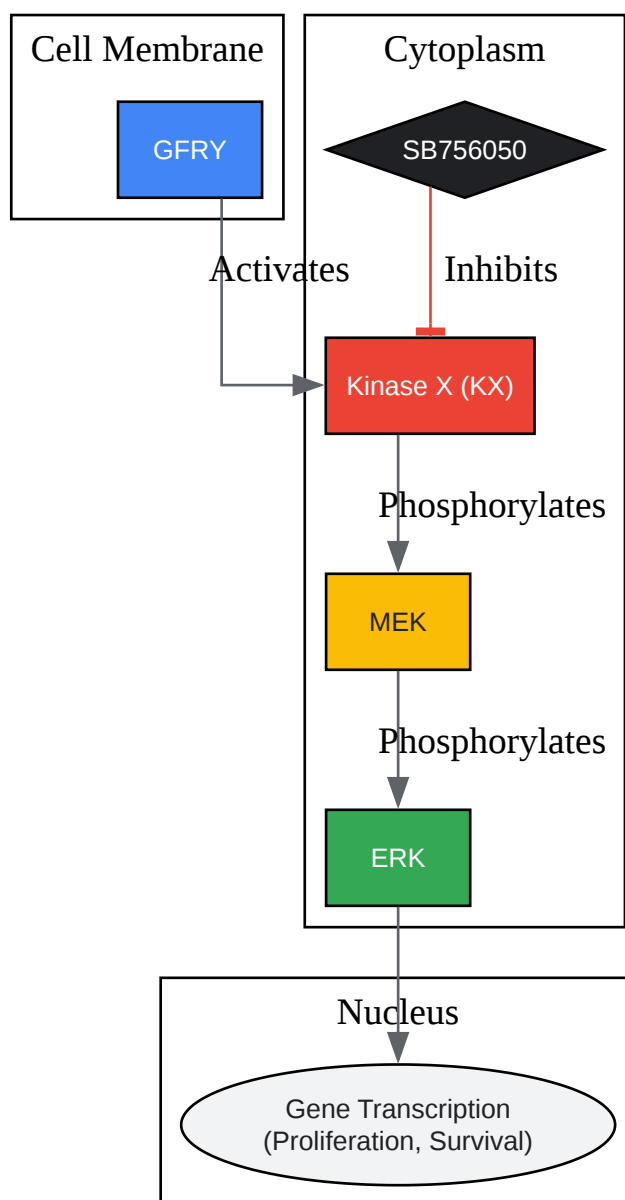 Cell Membrane
Cytoplasm
GFRY
SB756050
Activates
Inhibits
Kinase X (KX)
Phosphorylates
MEK
Phosphorylates
ERK
Nucleus
Gene Transcription
(Proliferation, Survival)